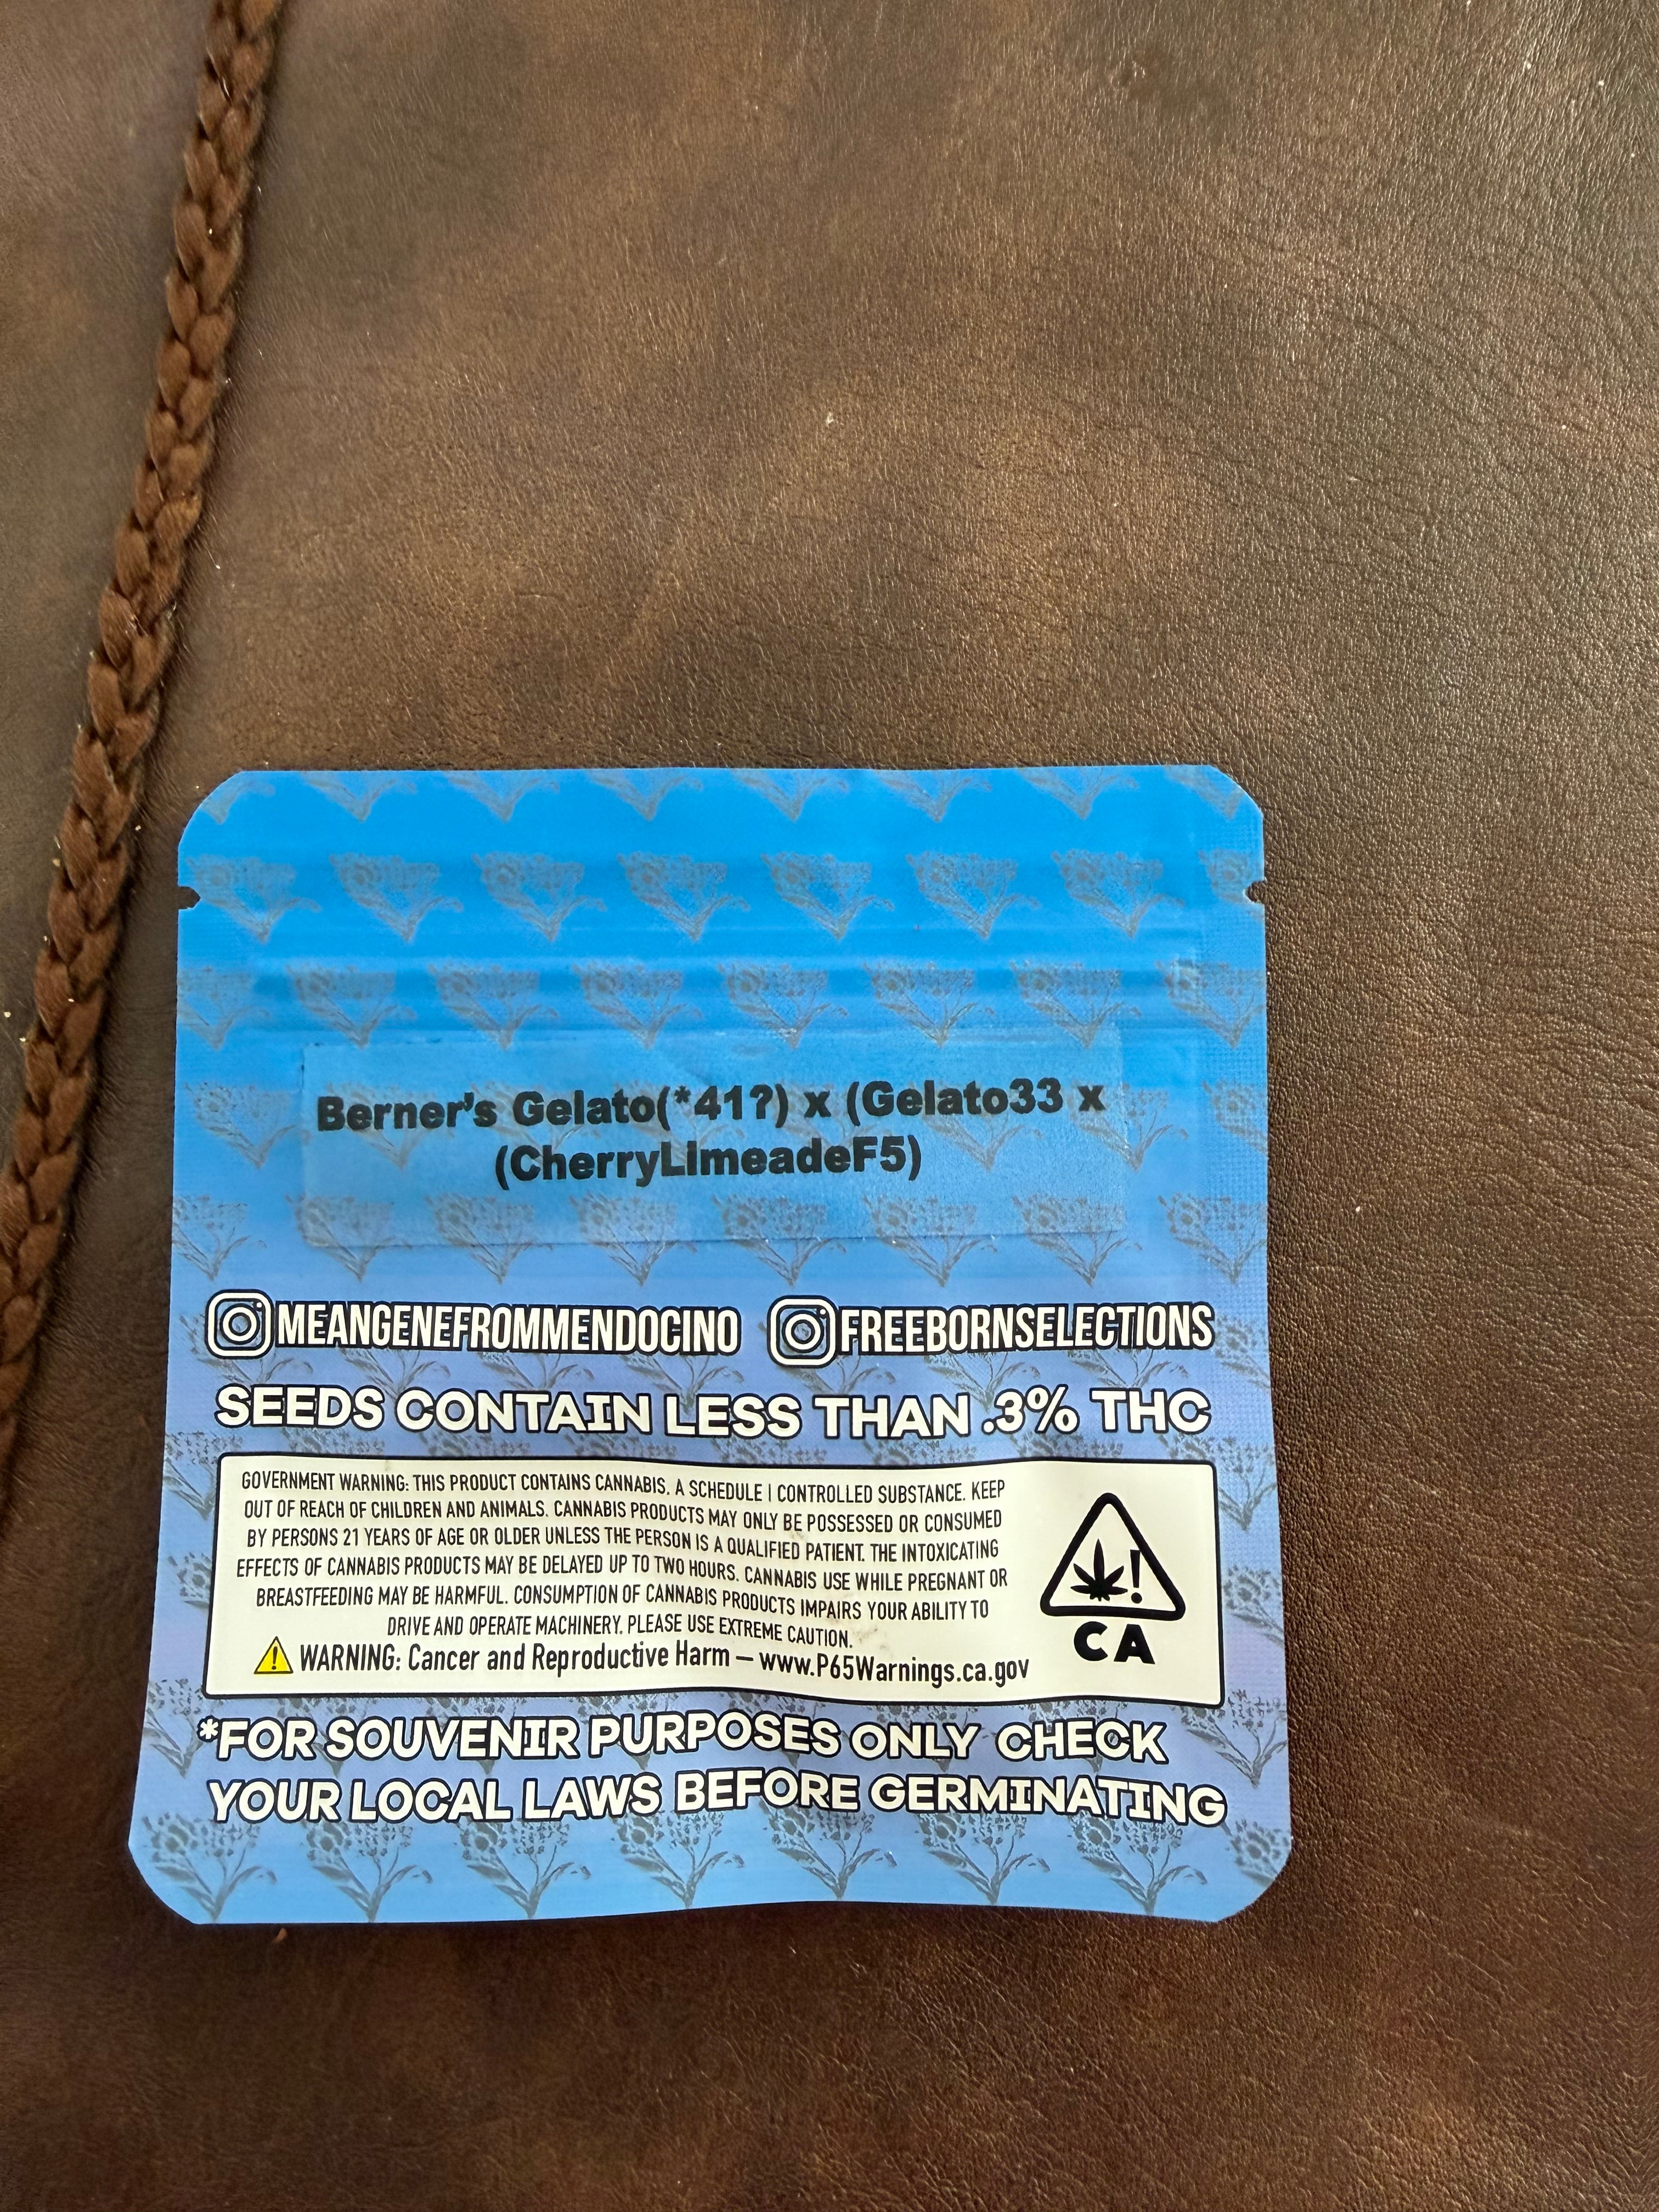 Berner's Gelato(*41?) x (Gelato33 x
(CherryLimeadeF5)
MEANGENEFROMMENDOCINO FREEBORNSELECTIONS
SEEDS CONTAIN LESS THAN .3% THC
GOVERNMENT WARNING: THIS PRODUCT CONTAINS CANNABIS, A SCHEDULE I CONTROLLED SUBSTANCE. KEEP
OUT OF REACH OF CHILDREN AND ANIMALS. CANNABIS PRODUCTS MAY ONLY BE POSSESSED OR CONSUMED
BY PERSONS 21 YEARS OF AGE OR OLDER UNLESS THE PERSON IS A QUALIFIED PATIENT. THE INTOXICATING
EFFECTS OF CANNABIS PRODUCTS MAY BE DELAYED UP TO TWO HOURS. CANNABIS USE WHILE PREGNANT OR
BREASTFEEDING MAY BE HARMFUL. CONSUMPTION OF CANNABIS PRODUCTS IMPAIRS YOUR ABILITY TO
DRIVE AND OPERATE MACHINERY. PLEASE USE EXTREME CAUTION.
WARNING: Cancer and Reproductive Harm – www.P65Warnings.ca.gov
CA
*FOR SOUVENIR PURPOSES ONLY CHECK
YOUR LOCAL LAWS BEFORE GERMINATING